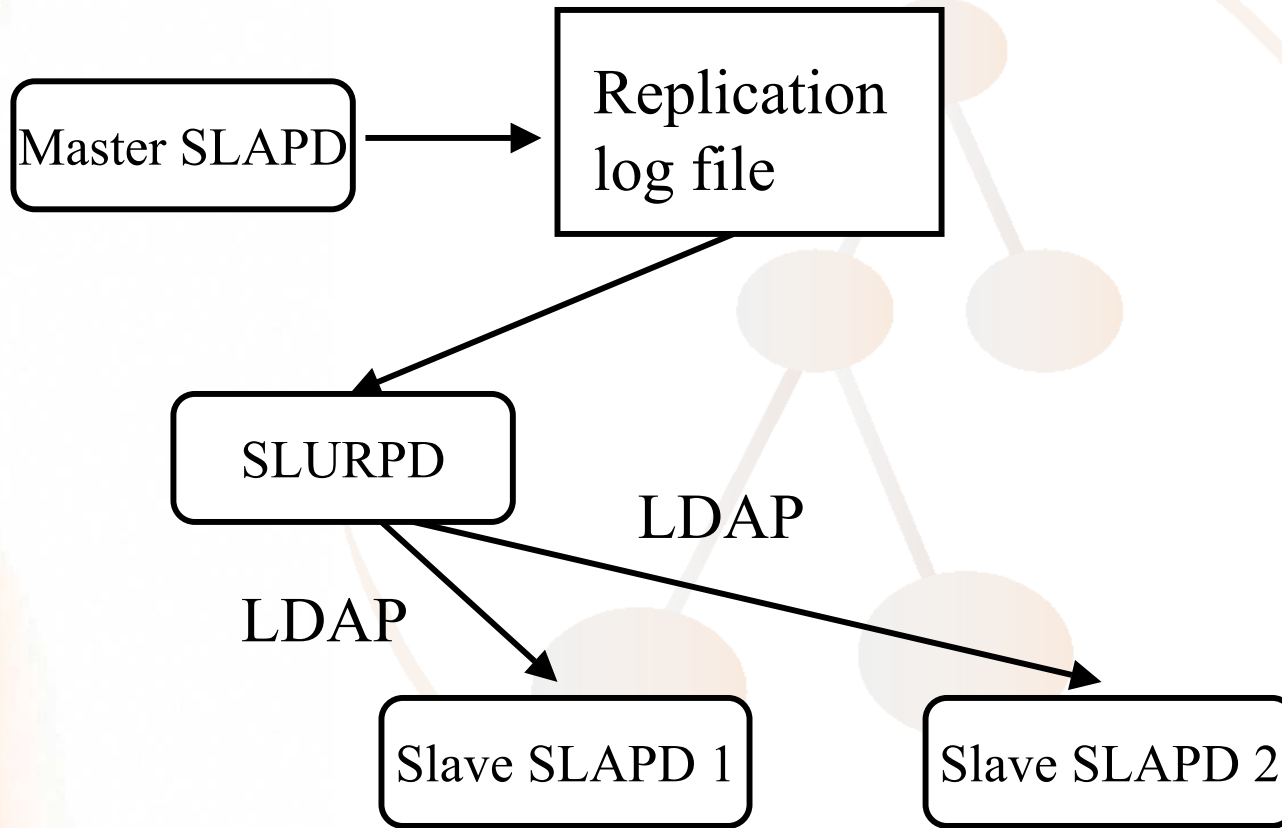 Master SLAPD
Replication
log file
SLURPD
LDAP
LDAP
Slave SLAPD 1
Slave SLAPD 2